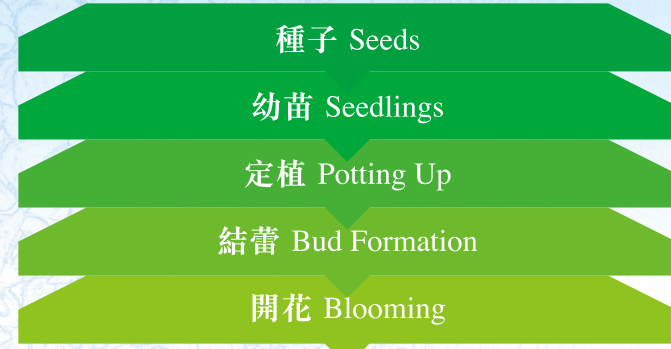 種子 Seeds
幼苗 Seedlings
定植 Potting Up
結蕾 Bud Formation
開花 Blooming